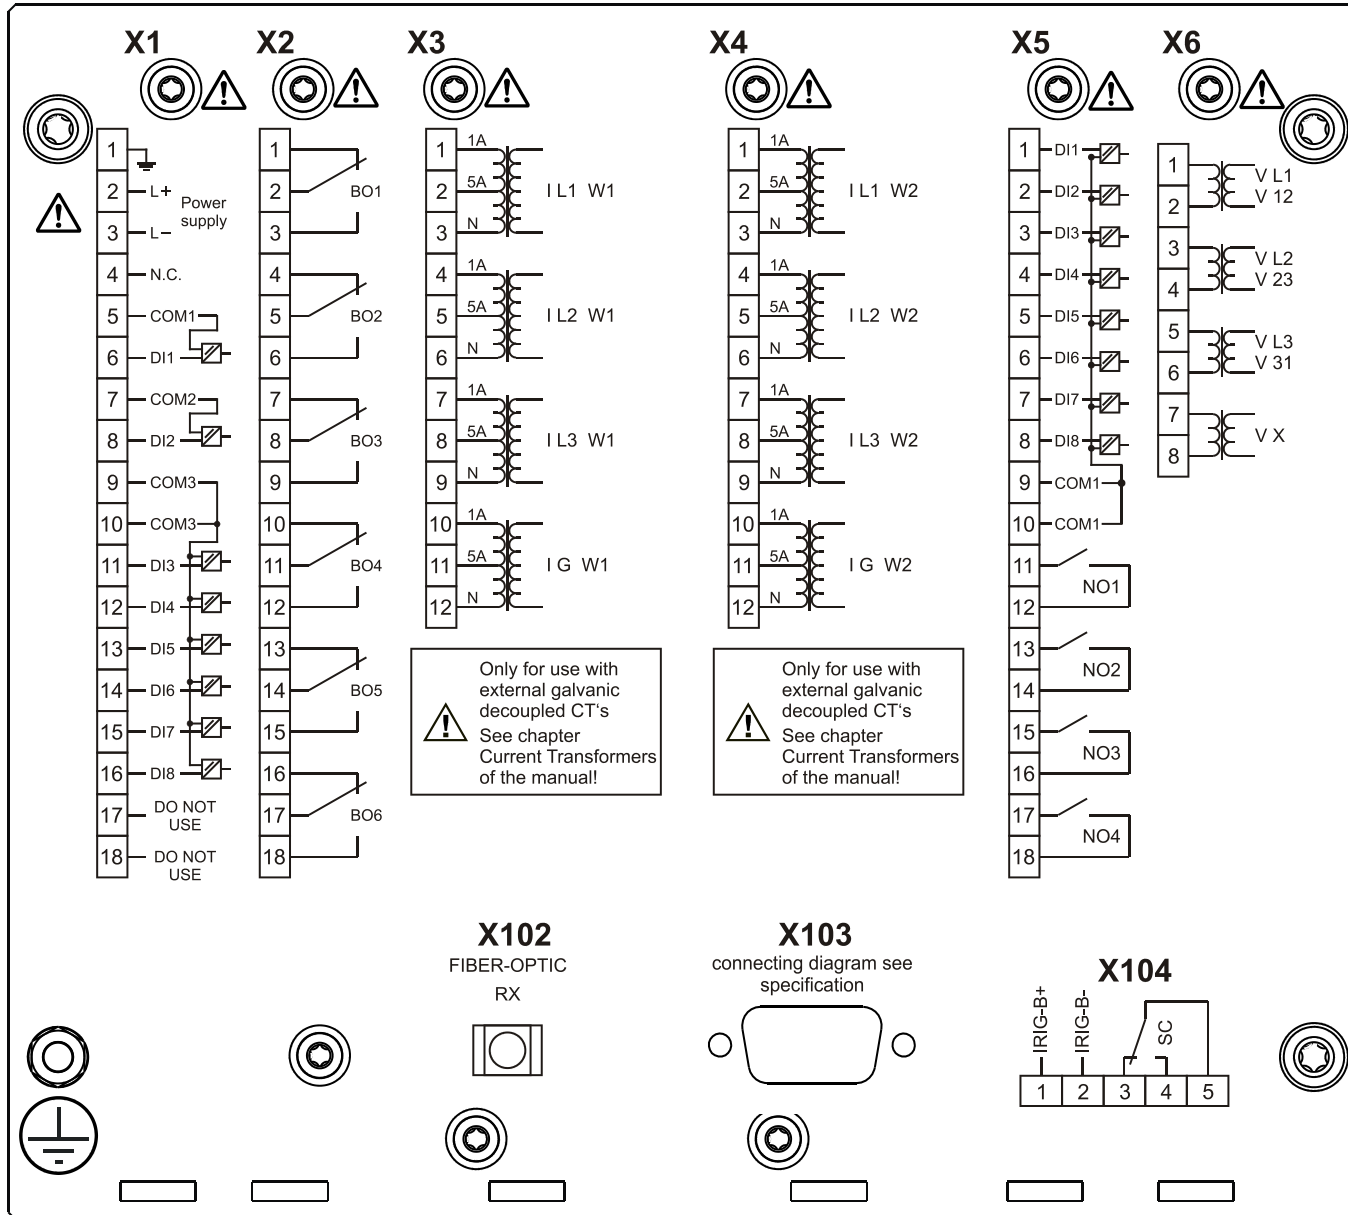 X1
X2
X3
X4
X5
X6
1
2 L+
Power
supply
3 L−
4 N.C.
5 COM1
6 DI1
7 COM2
8 DI2
9 COM3
10 COM3
11 DI3
12 DI4
13 DI5
14 DI6
15 DI7
16 DI8
17 DO NOT
USE
18 DO NOT
USE
1
2 BO1
3
4
5 BO2
6
7
8 BO3
9
10
11 BO4
12
13
14 BO5
15
16
17 BO6
18
1 1A
2 5A I L1 W1
3 N
4 1A
5 5A I L2 W1
6 N
7 1A
8 5A I L3 W1
9 N
10 1A
11 5A I G W1
12 N
Only for use with
external galvanic
decoupled CT‘s
See chapter
Current Transformers
of the manual!
1 1A
2 5A I L1 W2
3 N
4 1A
5 5A I L2 W2
6 N
7 1A
8 5A I L3 W2
9 N
10 1A
11 5A I G W2
12 N
Only for use with
external galvanic
decoupled CT‘s
See chapter
Current Transformers
of the manual!
1 DI1
2 DI2
3 DI3
4 DI4
5 DI5
6 DI6
7 DI7
8 DI8
9 COM1
10 COM1
11
NO1
12
13
NO2
14
15
NO3
16
17
NO4
18
1 V L1
2 V 12
3 V L2
4 V 23
5 V L3
6 V 31
7
V X
8
X102
FIBER-OPTIC
RX
X103
connecting diagram see
specification
X104
IRIG-B+
IRIG-B-
SC
1 2 3 4 5